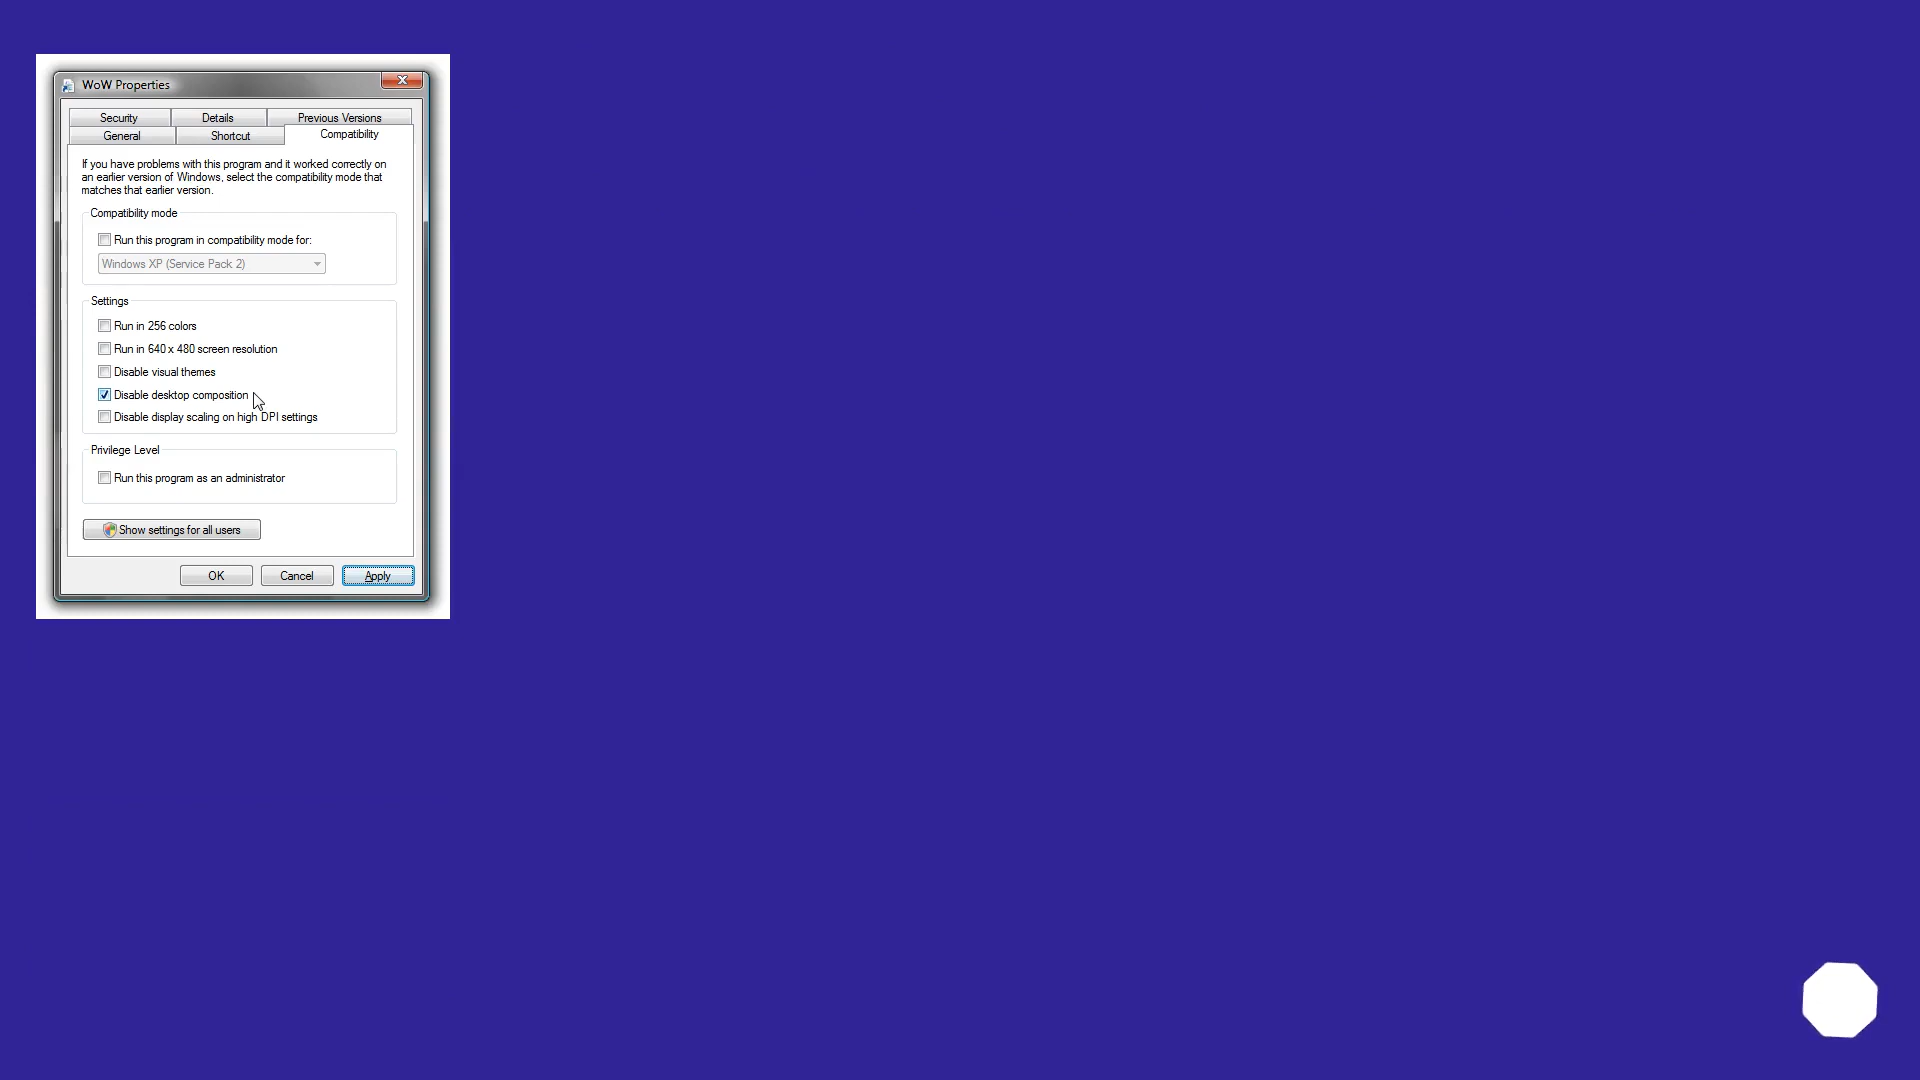 WoW Properties
Security Details Previous Versions
General Shortcut Compatibility
If you have problems with this program and it worked correctly on
an earlier version of Windows, select the compatibility mode that
matches that earlier version.
Compatibility mode
Run this program in compatibility mode for:
Windows XP (Service Pack 2)
Settings
Run in 256 colors
Run in 640 x 480 screen resolution
Disable visual themes
Disable desktop composition
Disable display scaling on high DPI settings
Privilege Level
Run this program as an administrator
Show settings for all users
OK Cancel Apply